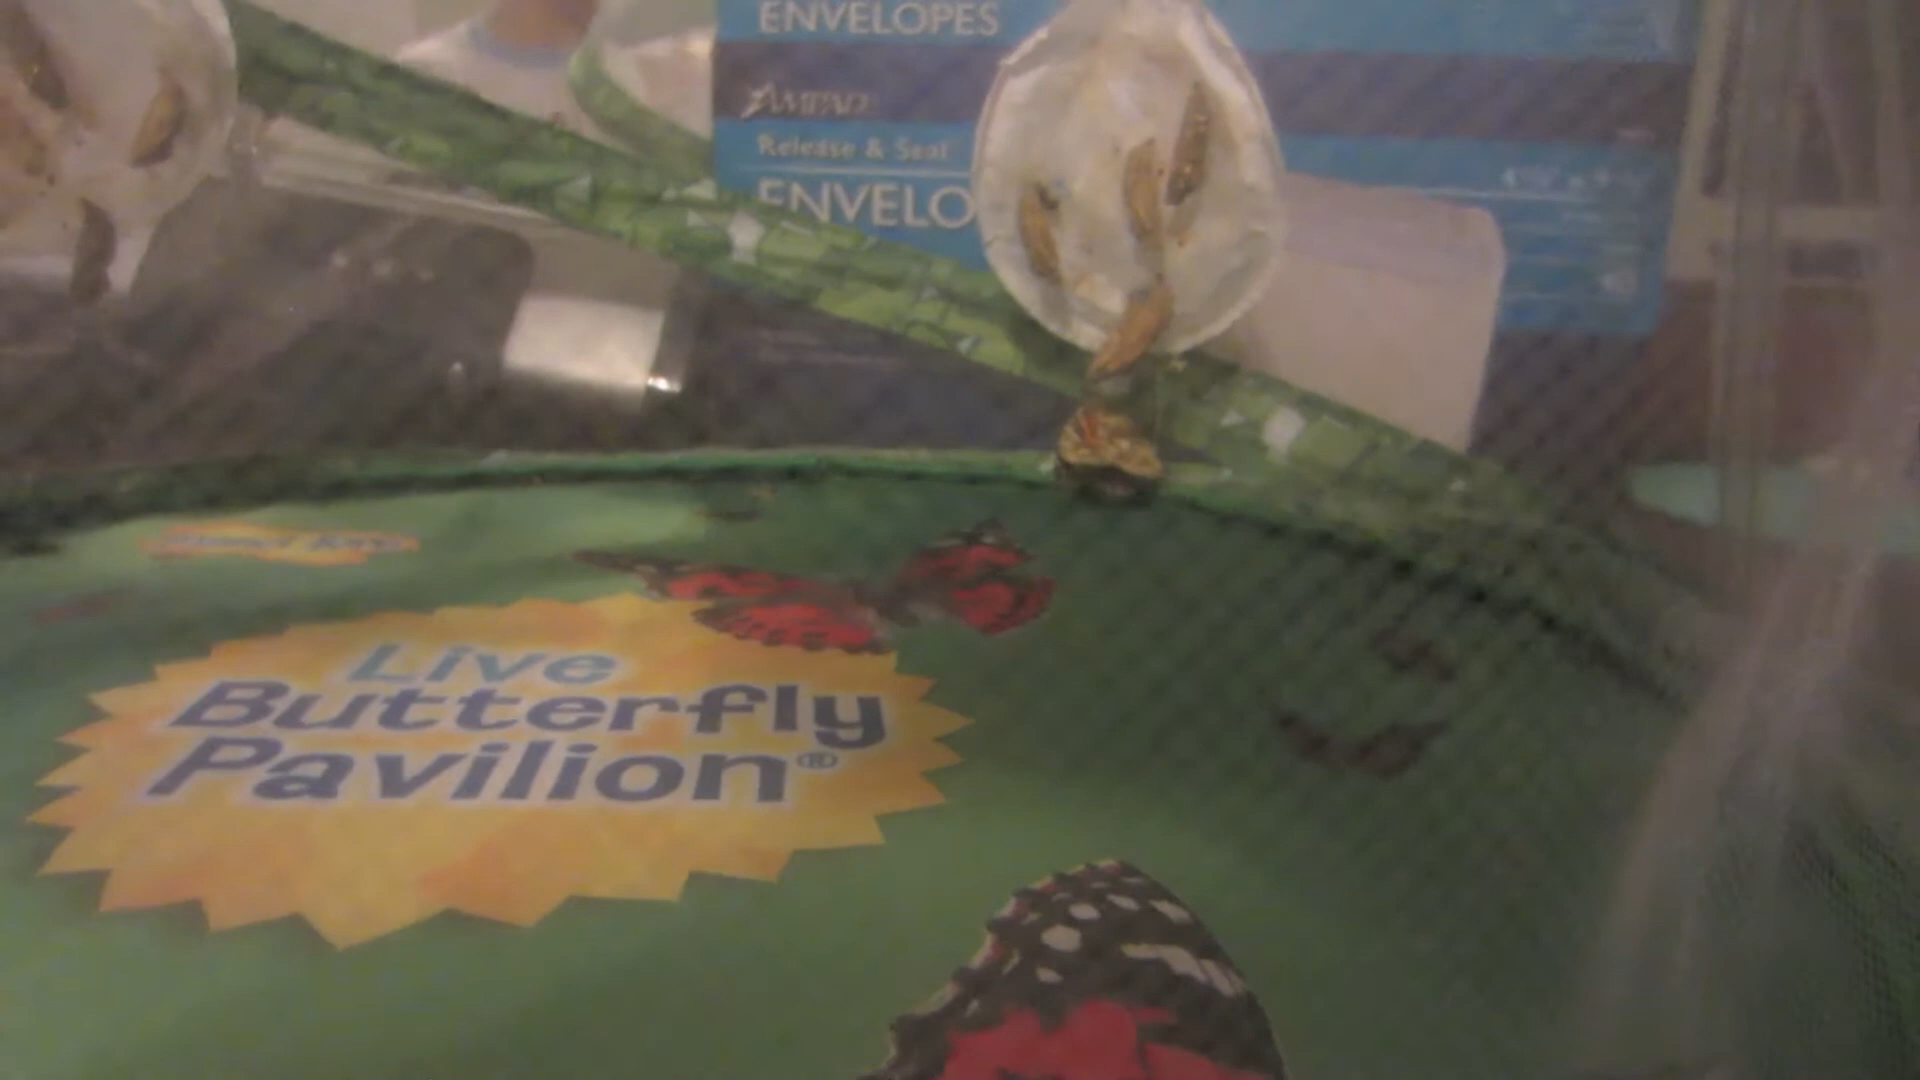 ENVELOPES
AMPAD
Release & Seal
ENVELO
Live
Butterfly
Pavilion®